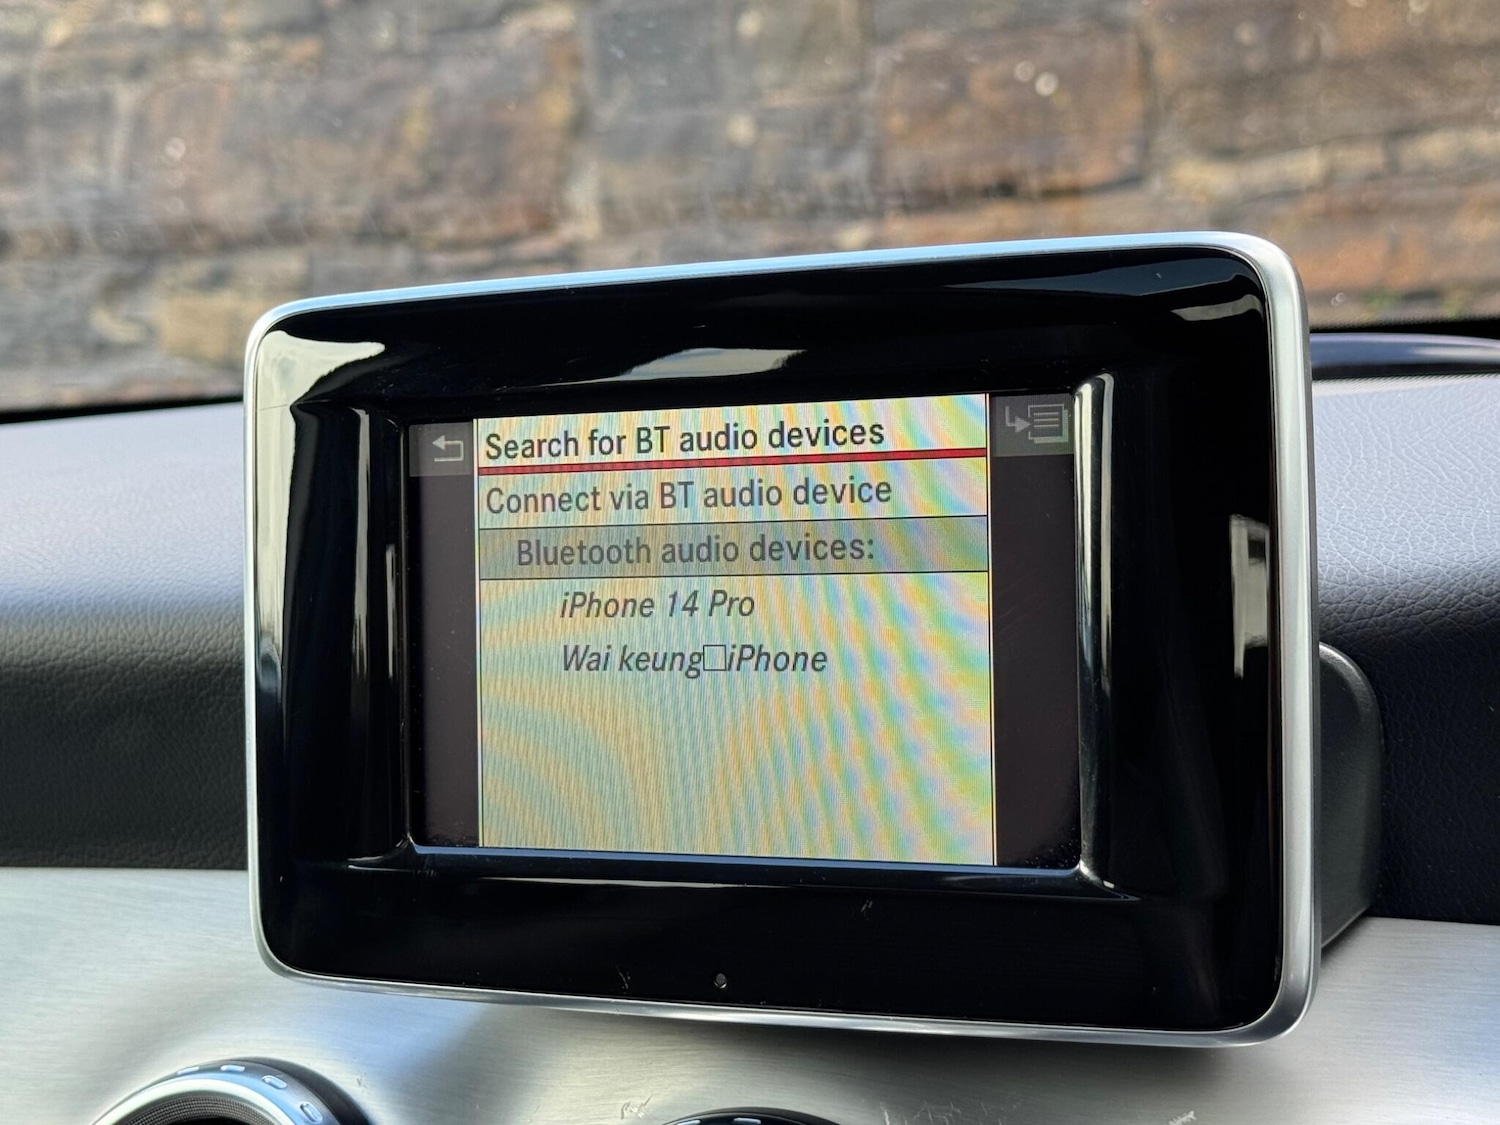 Search for BT audio devices
Connect via BT audio device
Bluetooth audio devices:
iPhone 14 Pro
Wai keung□iPhone